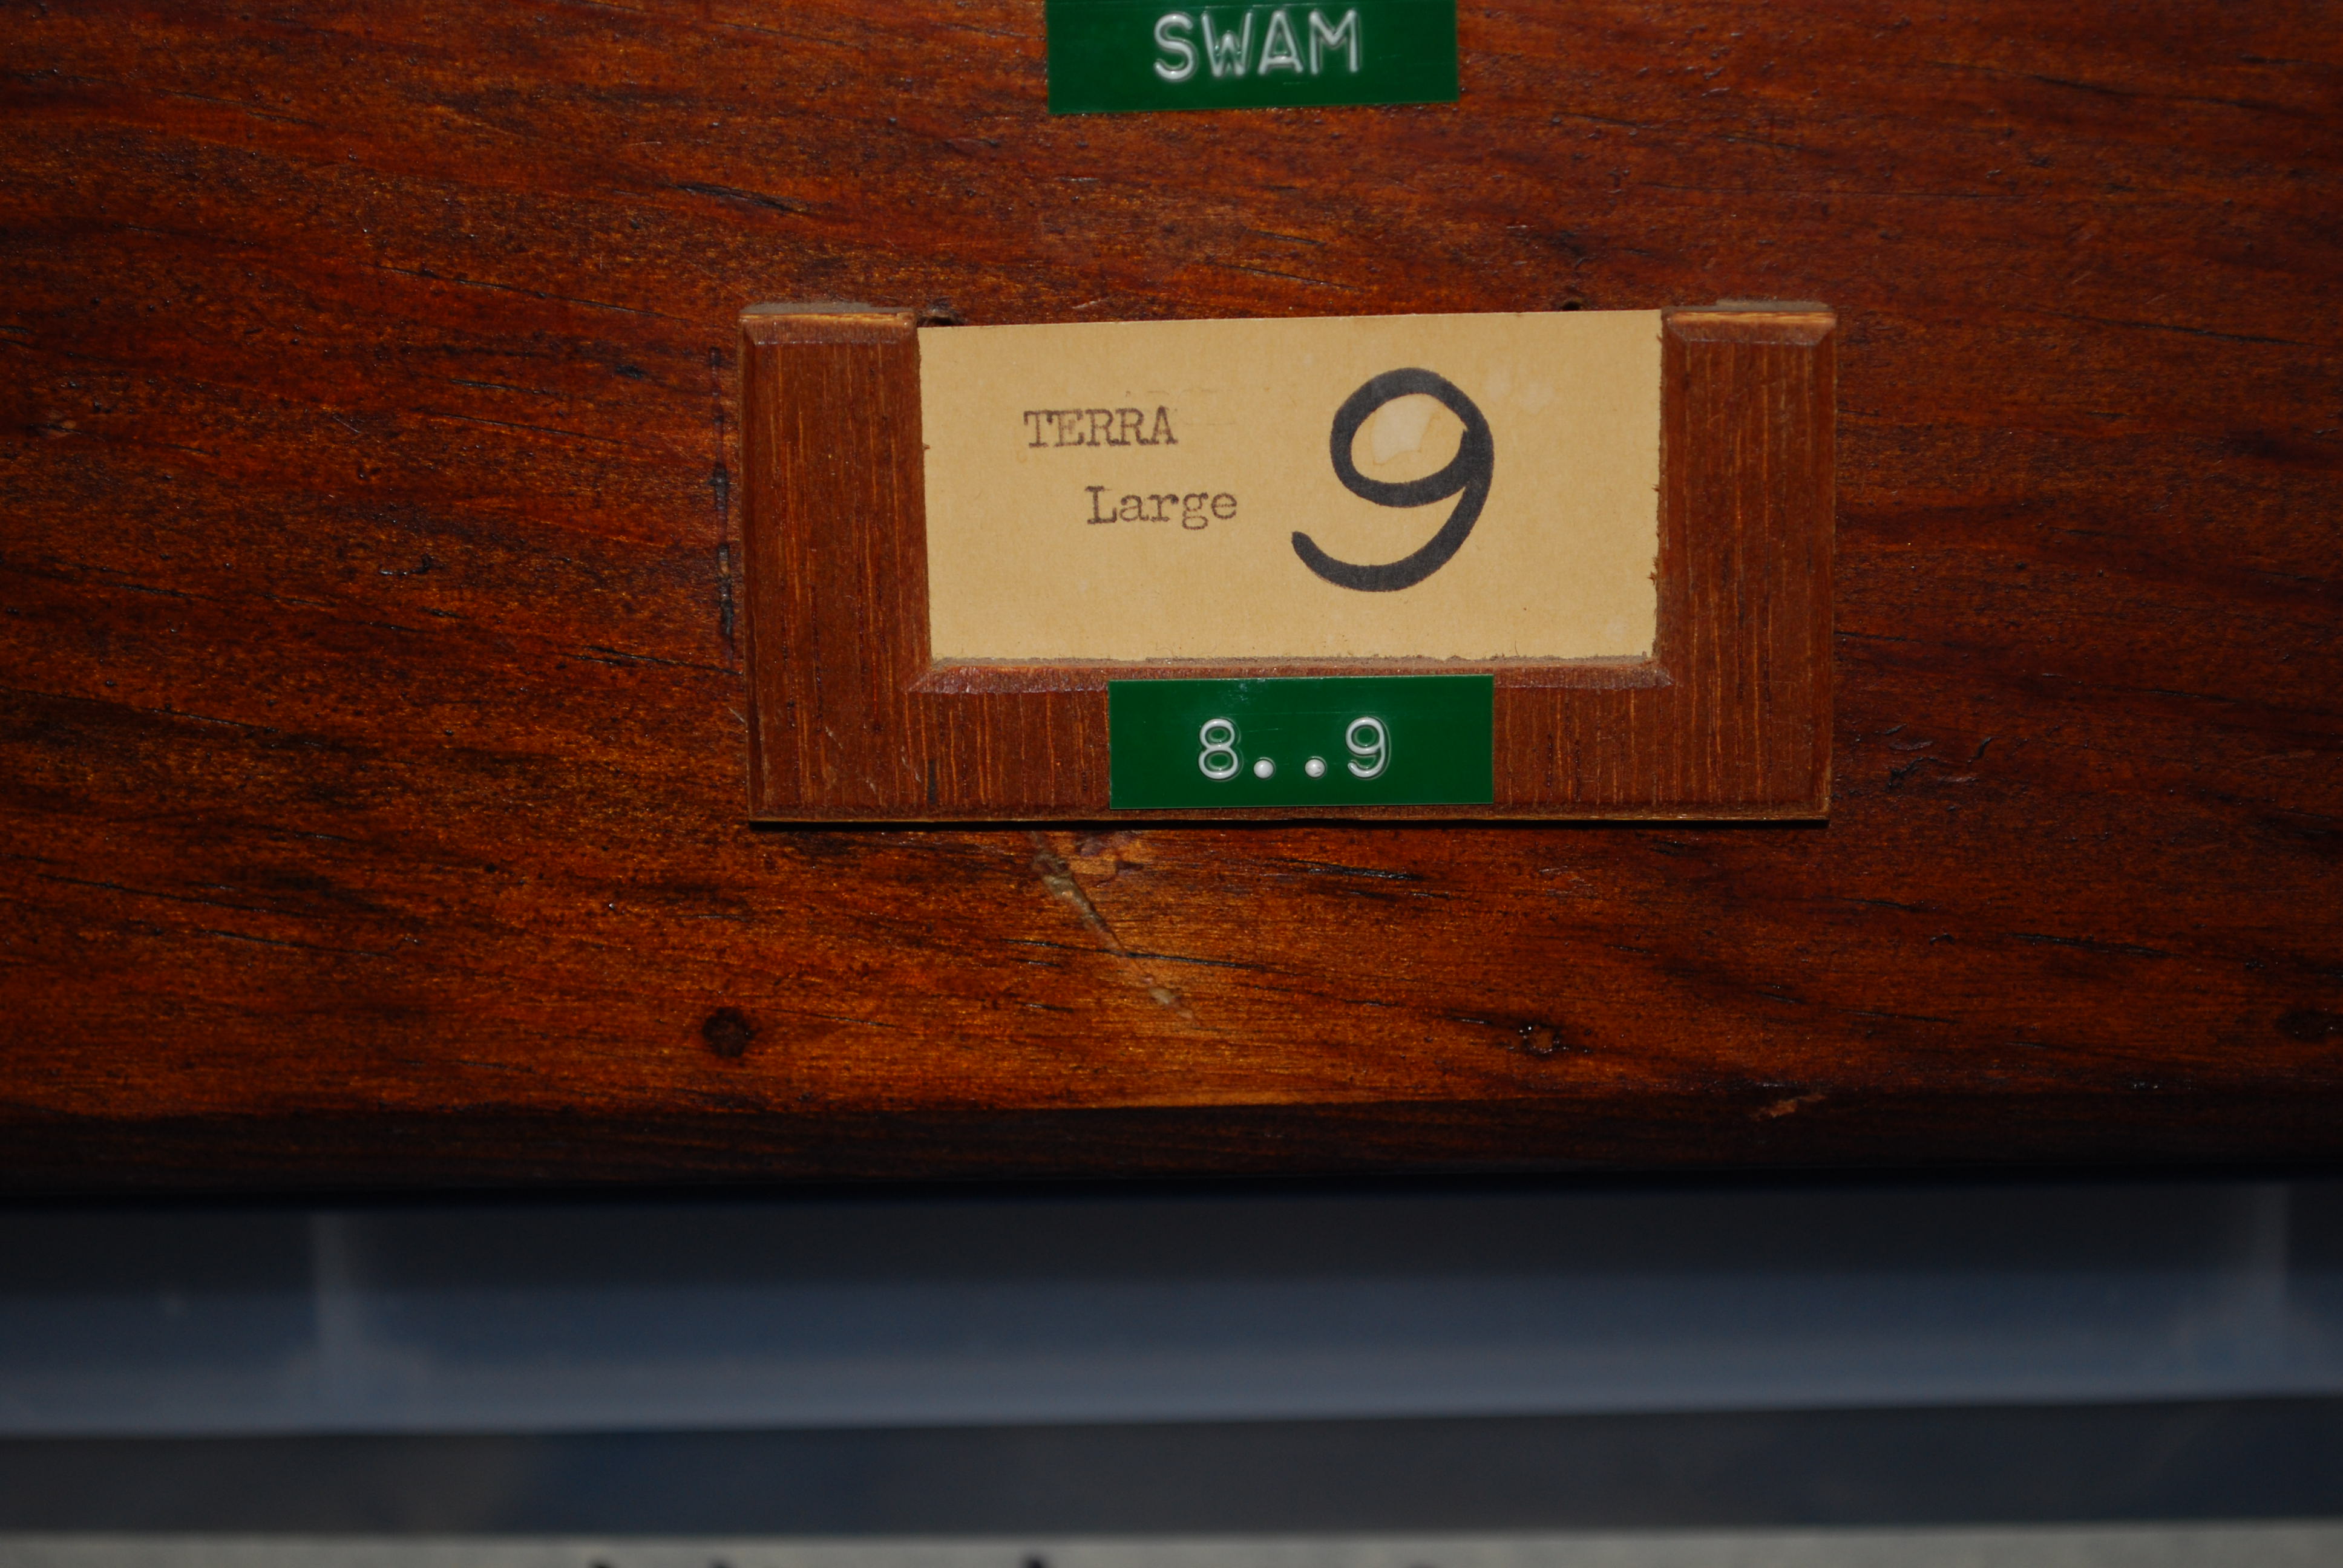 SWAM
TERRA
Large
9
8..9